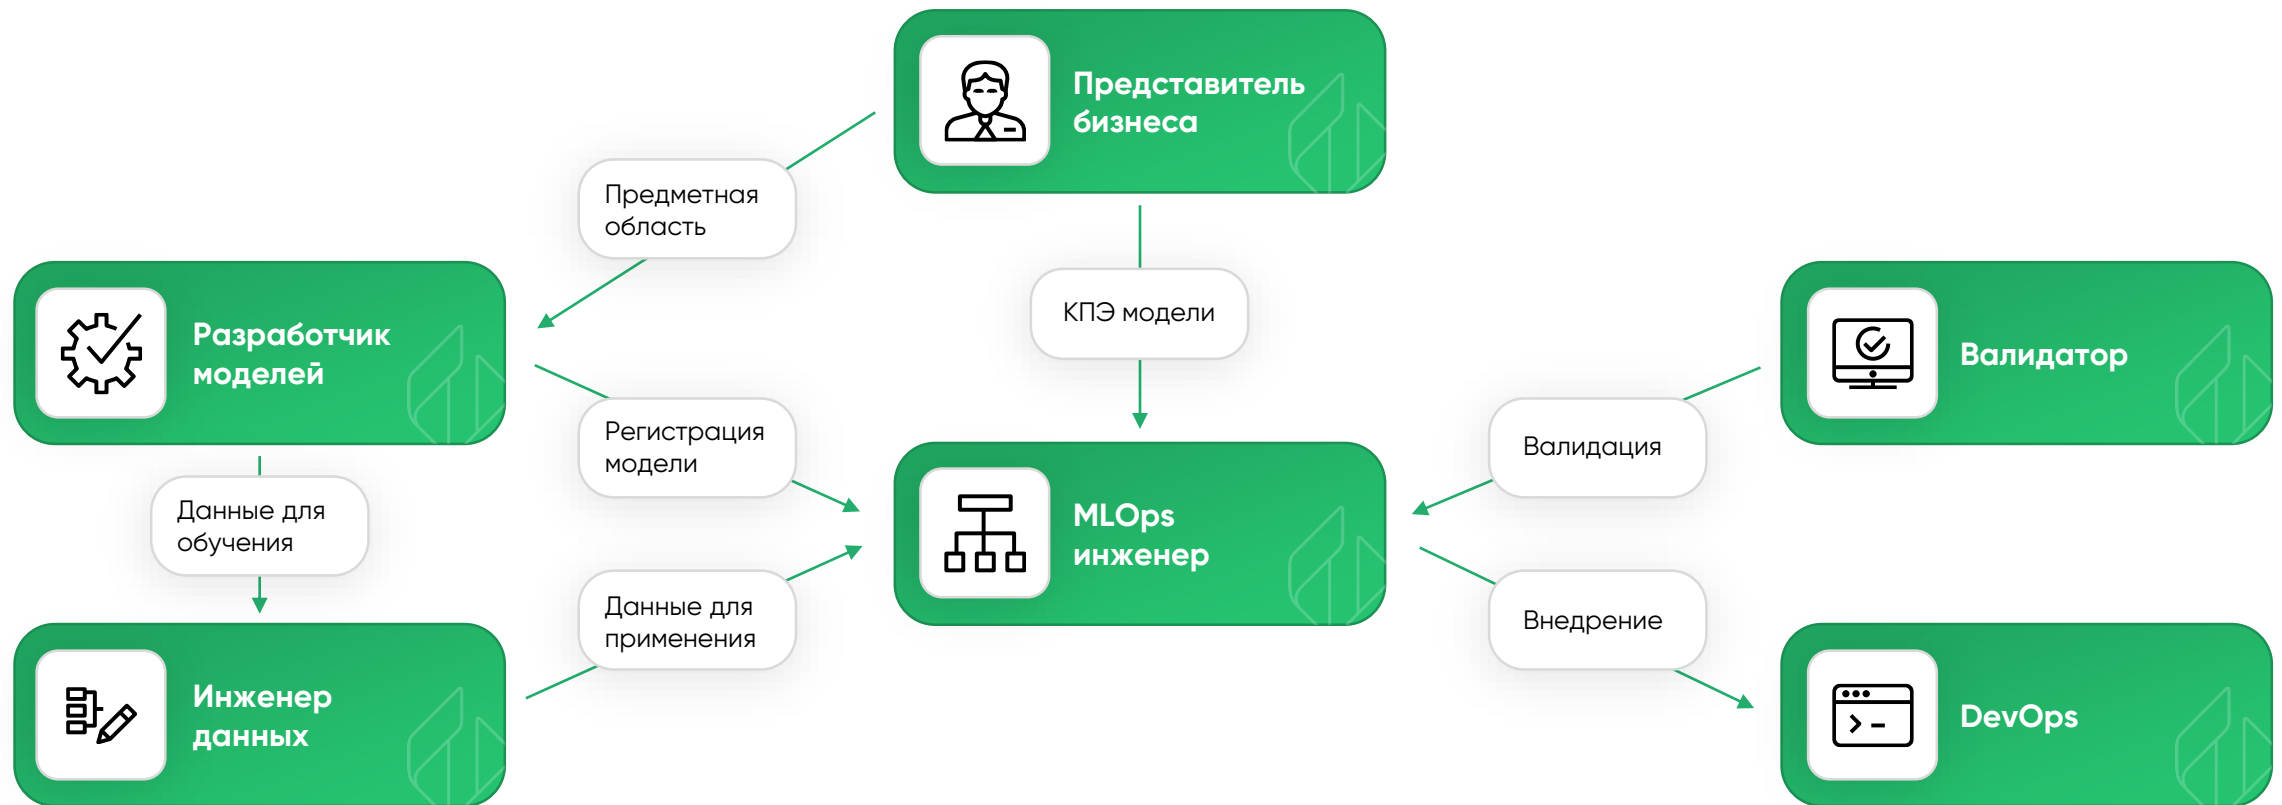 Представитель
бизнеса
Предметная
область
КПЭ модели
Разработчик
моделей
Валидатор
Регистрация
модели
Валидация
Данные для
обучения
MLOps
инженер
Данные для
применения
Внедрение
Инженер
данных
DevOps